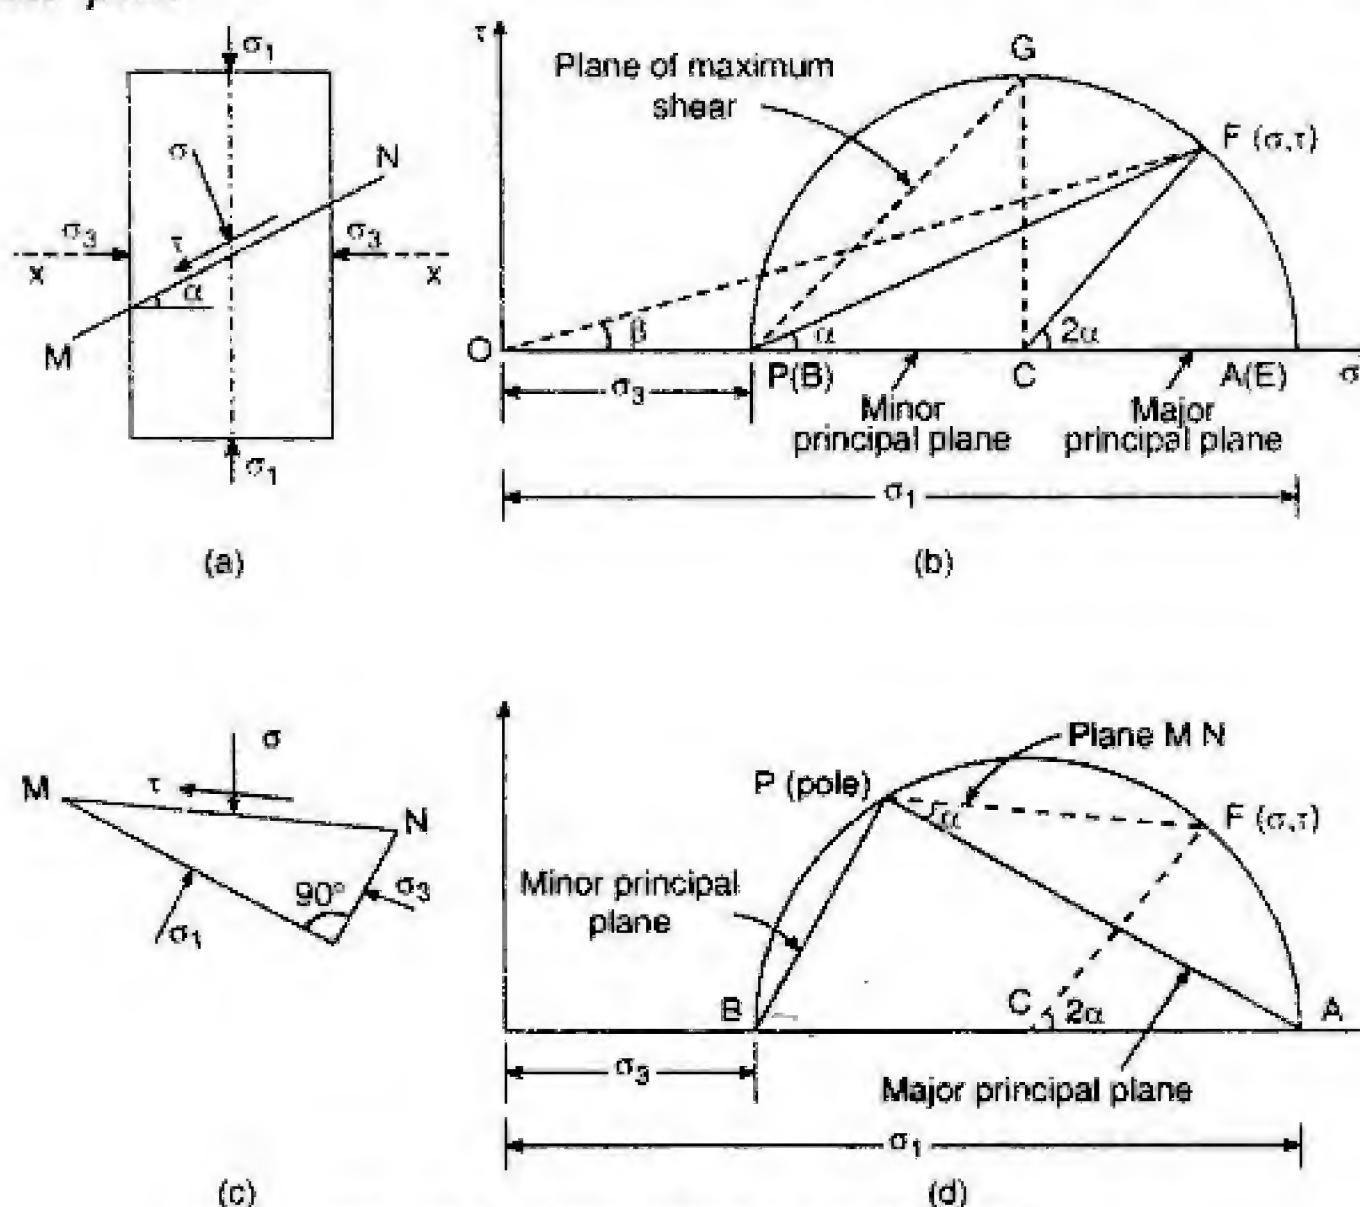 σ₁
σ
N
σ₃
τ
σ₃
x
x
α
M
σ₁
(a)
τ
G
Plane of maximum
shear
F (σ,τ)
O
β
α
2α
P(B)
C
A(E)
σ
σ₃
Minor
principal plane
Major
principal plane
σ₁
(b)
σ
M
τ
N
90°
σ₃
σ₁
(c)
Plane M N
P (pole)
α
F (σ,τ)
Minor principal
plane
B
C
2α
A
σ₃
Major principal plane
σ₁
(d)